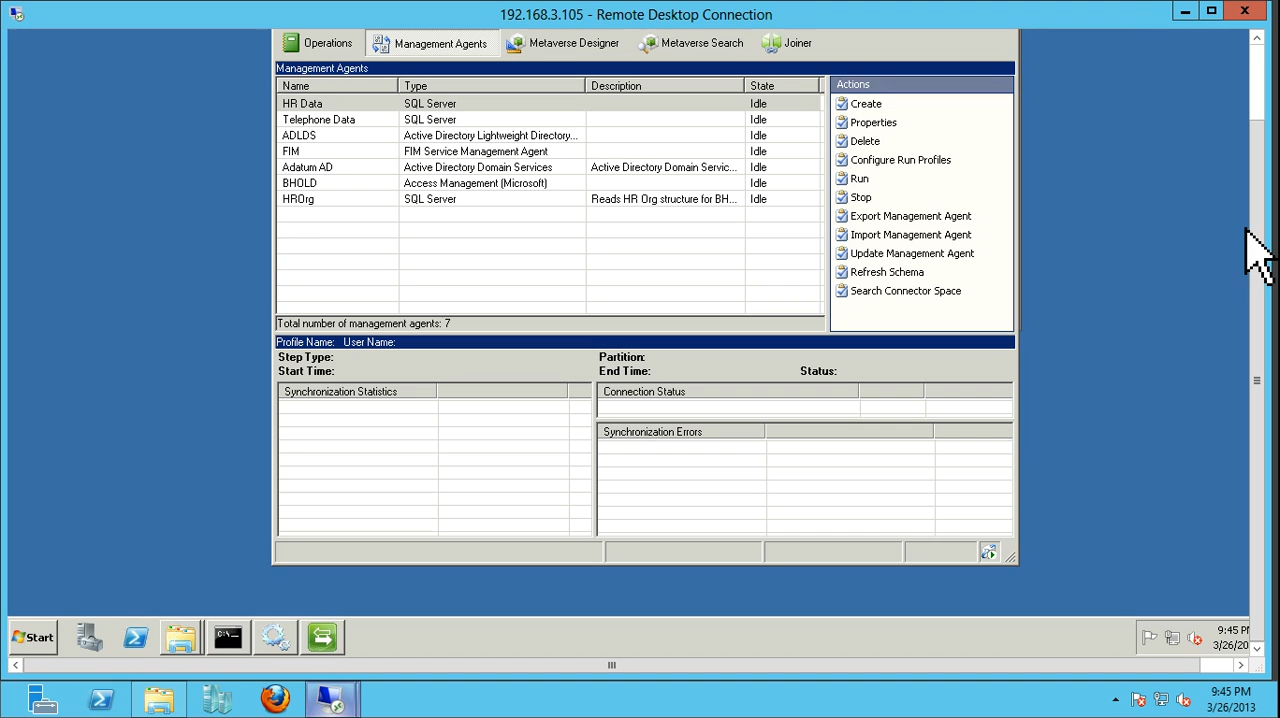 192.168.3.105 - Remote Desktop Connection
Operations Management Agents Metaverse Designer Metaverse Search Joiner
Management Agents
Name Type Description State
HR Data SQL Server Idle
Telephone Data SQL Server Idle
ADLDS Active Directory Lightweight Directory... Idle
FIM FIM Service Management Agent Idle
Adatum AD Active Directory Domain Services Active Directory Domain Servic... Idle
BHOLD Access Management (Microsoft) Idle
HROrg SQL Server Reads HR Org structure for BH... Idle
Total number of management agents: 7
Actions
Create
Properties
Delete
Configure Run Profiles
Run
Stop
Export Management Agent
Import Management Agent
Update Management Agent
Refresh Schema
Search Connector Space
Profile Name: User Name:
Step Type: Partition:
Start Time: End Time: Status:
Synchronization Statistics
Connection Status
Synchronization Errors
Start
9:45 P
3/26/20
9:45 PM
3/26/2013